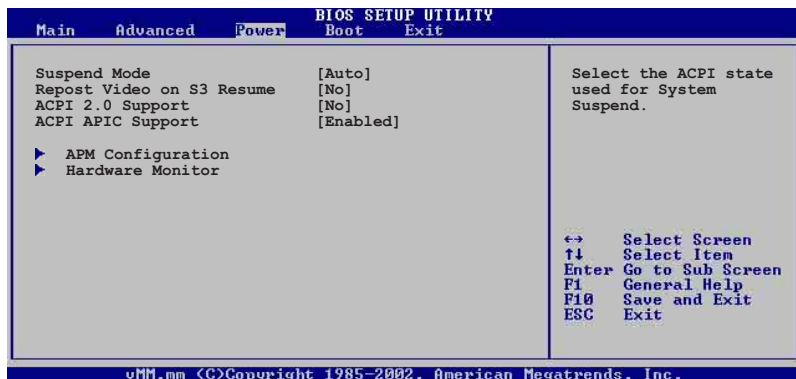 BIOS SETUP UTILITY
Main Advanced Power Boot Exit
Suspend Mode [Auto]
Repost Video on S3 Resume [No]
ACPI 2.0 Support [No]
ACPI APIC Support [Enabled]
APM Configuration
Hardware Monitor
Select the ACPI state
used for System
Suspend.
←→ Select Screen
↑↓ Select Item
Enter Go to Sub Screen
F1 General Help
F10 Save and Exit
ESC Exit
vMM.mm (C)Copyright 1985-2002, American Megatrends, Inc.